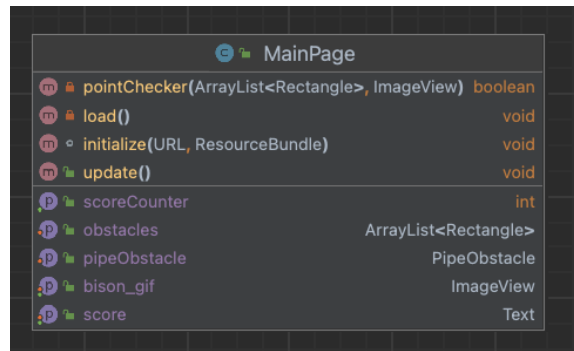 MainPage
pointChecker(ArrayList<Rectangle>, ImageView) boolean
load() void
initialize(URL, ResourceBundle) void
update() void
scoreCounter int
obstacles ArrayList<Rectangle>
pipeObstacle PipeObstacle
bison_gif ImageView
score Text